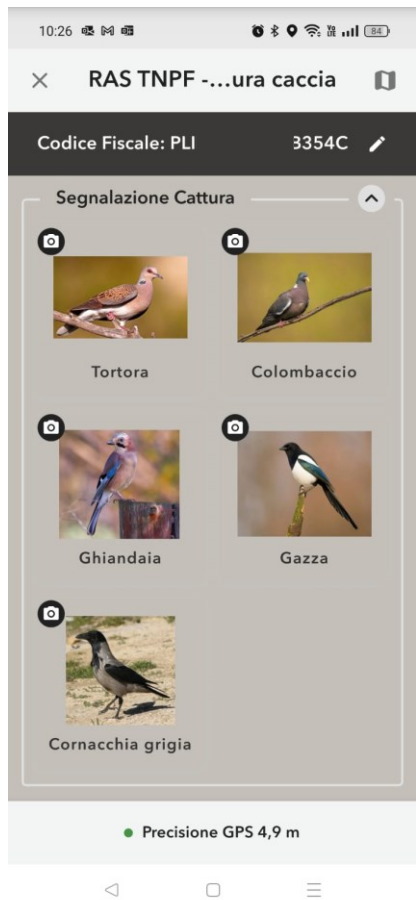 10:26 84
RAS TNPF -...ura caccia
Codice Fiscale: PLI 3354C
Segnalazione Cattura
Tortora Colombaccio
Ghiandaia Gazza
Cornacchia grigia
Precisione GPS 4,9 m